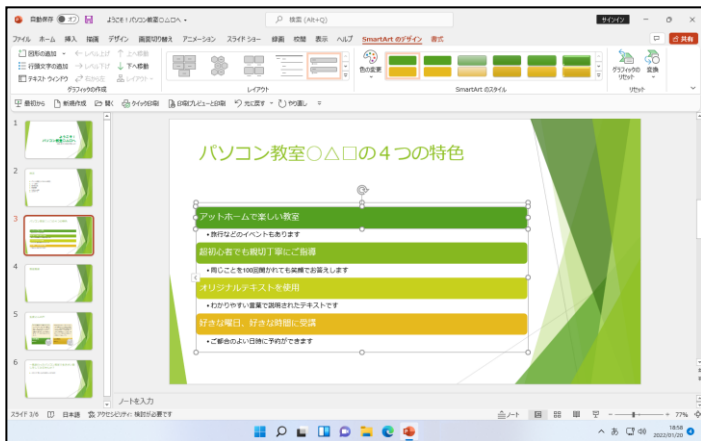 自動保存 オフ ようこそ！パソコン教室○△□へ 検索 (Alt+Q) サインイン
ファイル ホーム 挿入 描画 デザイン 画面切り替え アニメーション スライド ショー 録画 校閲 表示 ヘルプ SmartArt のデザイン 書式 共有
図形の追加 レベル上げ 上へ移動
行頭文字の追加 レベル下げ 下へ移動
テキスト ウィンドウ 右から左 レイアウト
色の変更 グラフィックの リセット 変換
グラフィックの作成 レイアウト SmartArt のスタイル リセット
最初から 新規作成 開く クイック印刷 印刷プレビューと印刷 元に戻す やり直し
1
2
3
4
5
6
パソコン教室○△□の４つの特色
アットホームで楽しい教室
• 旅行などのイベントもあります
超初心者でも親切丁寧にご指導
• 同じことを100回聞かれても笑顔でお答えします
オリジナルテキストを使用
• わかりやすい言葉で説明されたテキストです
好きな曜日、好きな時間に受講
• ご都合のよい日時に予約ができます
ノートを入力
スライド 3/6 日本語 アクセシビリティ: 検討が必要です ノート 77%
あ 18:58
2022/01/20